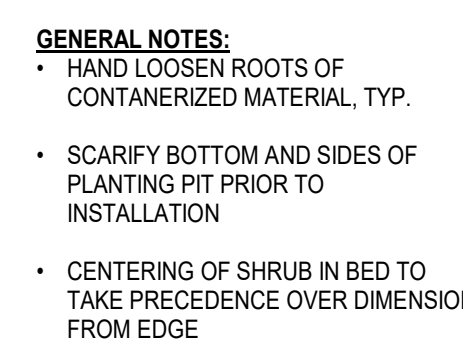 GENERAL NOTES:
• HAND LOOSEN ROOTS OF
CONTANERIZED MATERIAL, TYP.
• SCARIFY BOTTOM AND SIDES OF
PLANTING PIT PRIOR TO
INSTALLATION
• CENTERING OF SHRUB IN BED TO
TAKE PRECEDENCE OVER DIMENSION
FROM EDGE